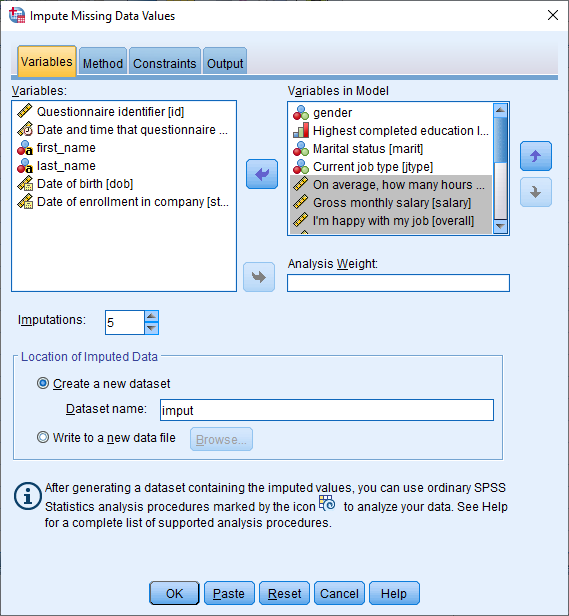 Impute Missing Data Values
Variables Method Constraints Output
Variables:
Questionnaire identifier [id]
Date and time that questionnaire ...
first_name
last_name
Date of birth [dob]
Date of enrollment in company [st...
Variables in Model
gender
Highest completed education l...
Marital status [marit]
Current job type [jtype]
On average, how many hours ...
Gross monthly salary [salary]
I'm happy with my job [overall]
Analysis Weight:
Imputations: 5
Location of Imputed Data
Create a new dataset
Dataset name: imput
Write to a new data file Browse...
After generating a dataset containing the imputed values, you can use ordinary SPSS
Statistics analysis procedures marked by the icon to analyze your data. See Help
for a complete list of supported analysis procedures.
OK Paste Reset Cancel Help